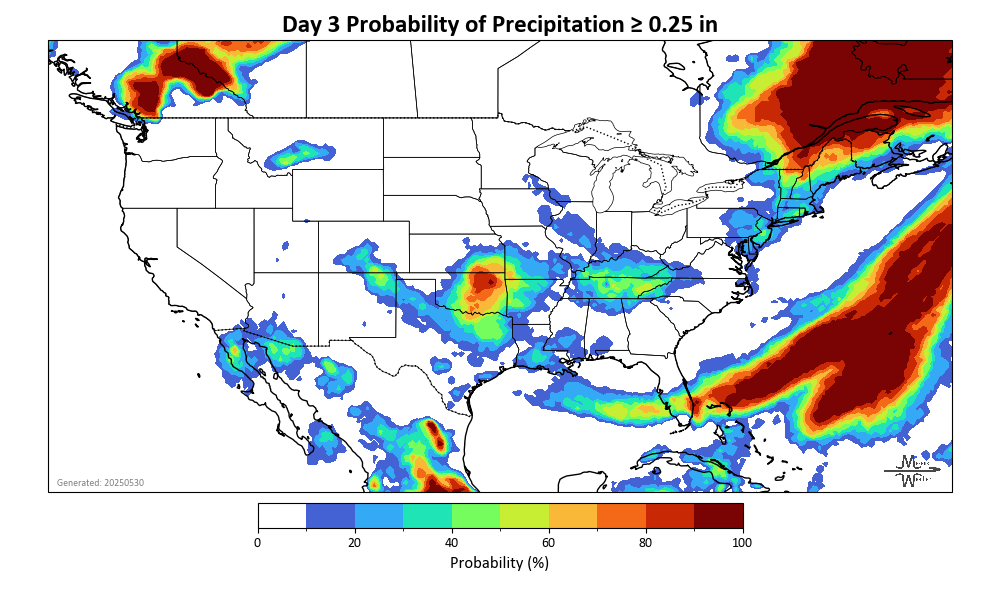 Day 3 Probability of Precipitation ≥ 0.25 in
Generated: 20250530
0 20 40 60 80 100
Probability (%)